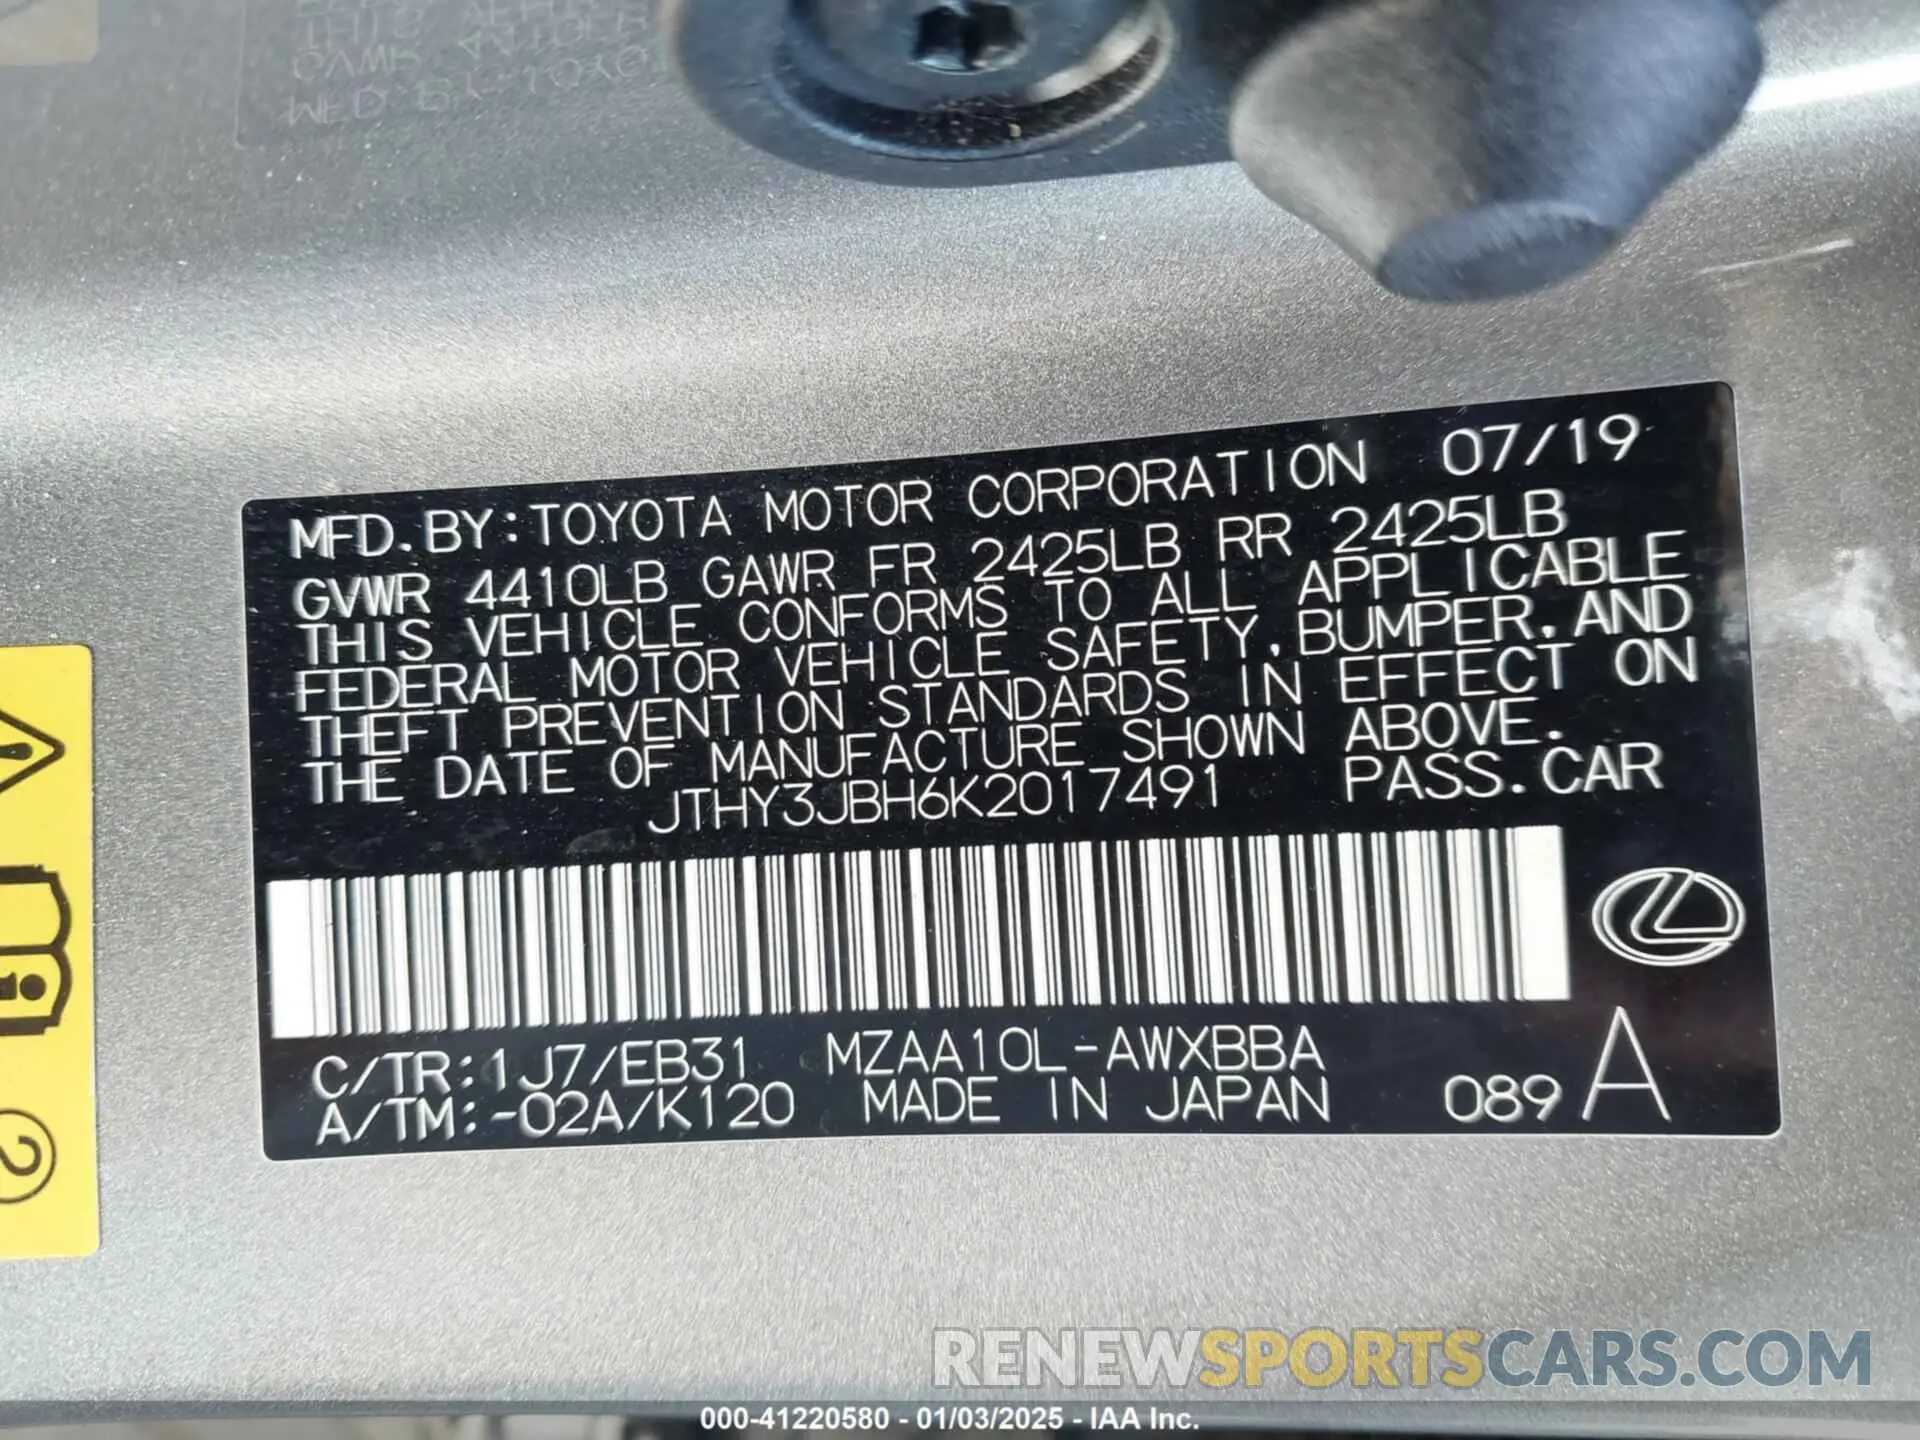 MFD.BY:TOYOTA MOTOR CORPORATION 07/19
GVWR 4410LB GAWR FR 2425LB RR 2425LB
THIS VEHICLE CONFORMS TO ALL APPLICABLE
FEDERAL MOTOR VEHICLE SAFETY, BUMPER, AND
THEFT PREVENTION STANDARDS IN EFFECT ON
THE DATE OF MANUFACTURE SHOWN ABOVE.
JTHY3JBH6K2017491 PASS.CAR
C/TR:1J7/EB31 MZAA10L-AWXBBA
A/TM:-02A/K120 MADE IN JAPAN 089 A
2
RENEWSPORTSCARS.COM
000-41220580 - 01/03/2025 - IAA Inc.